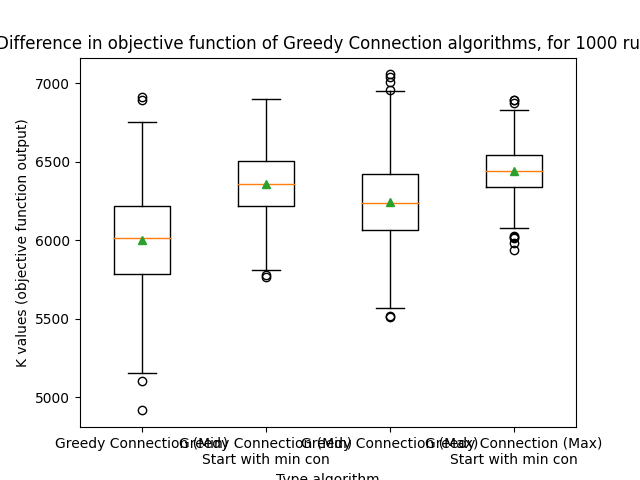 Difference in objective function of Greedy Connection algorithms, for 1000 ru
7000
6500
6000
5500
5000
K values (objective function output)
Greedy Connection (Min)
Greedy Connection (Min)
Start with min con
Greedy Connection (Max)
Greedy Connection (Max)
Start with min con
Type algorithm